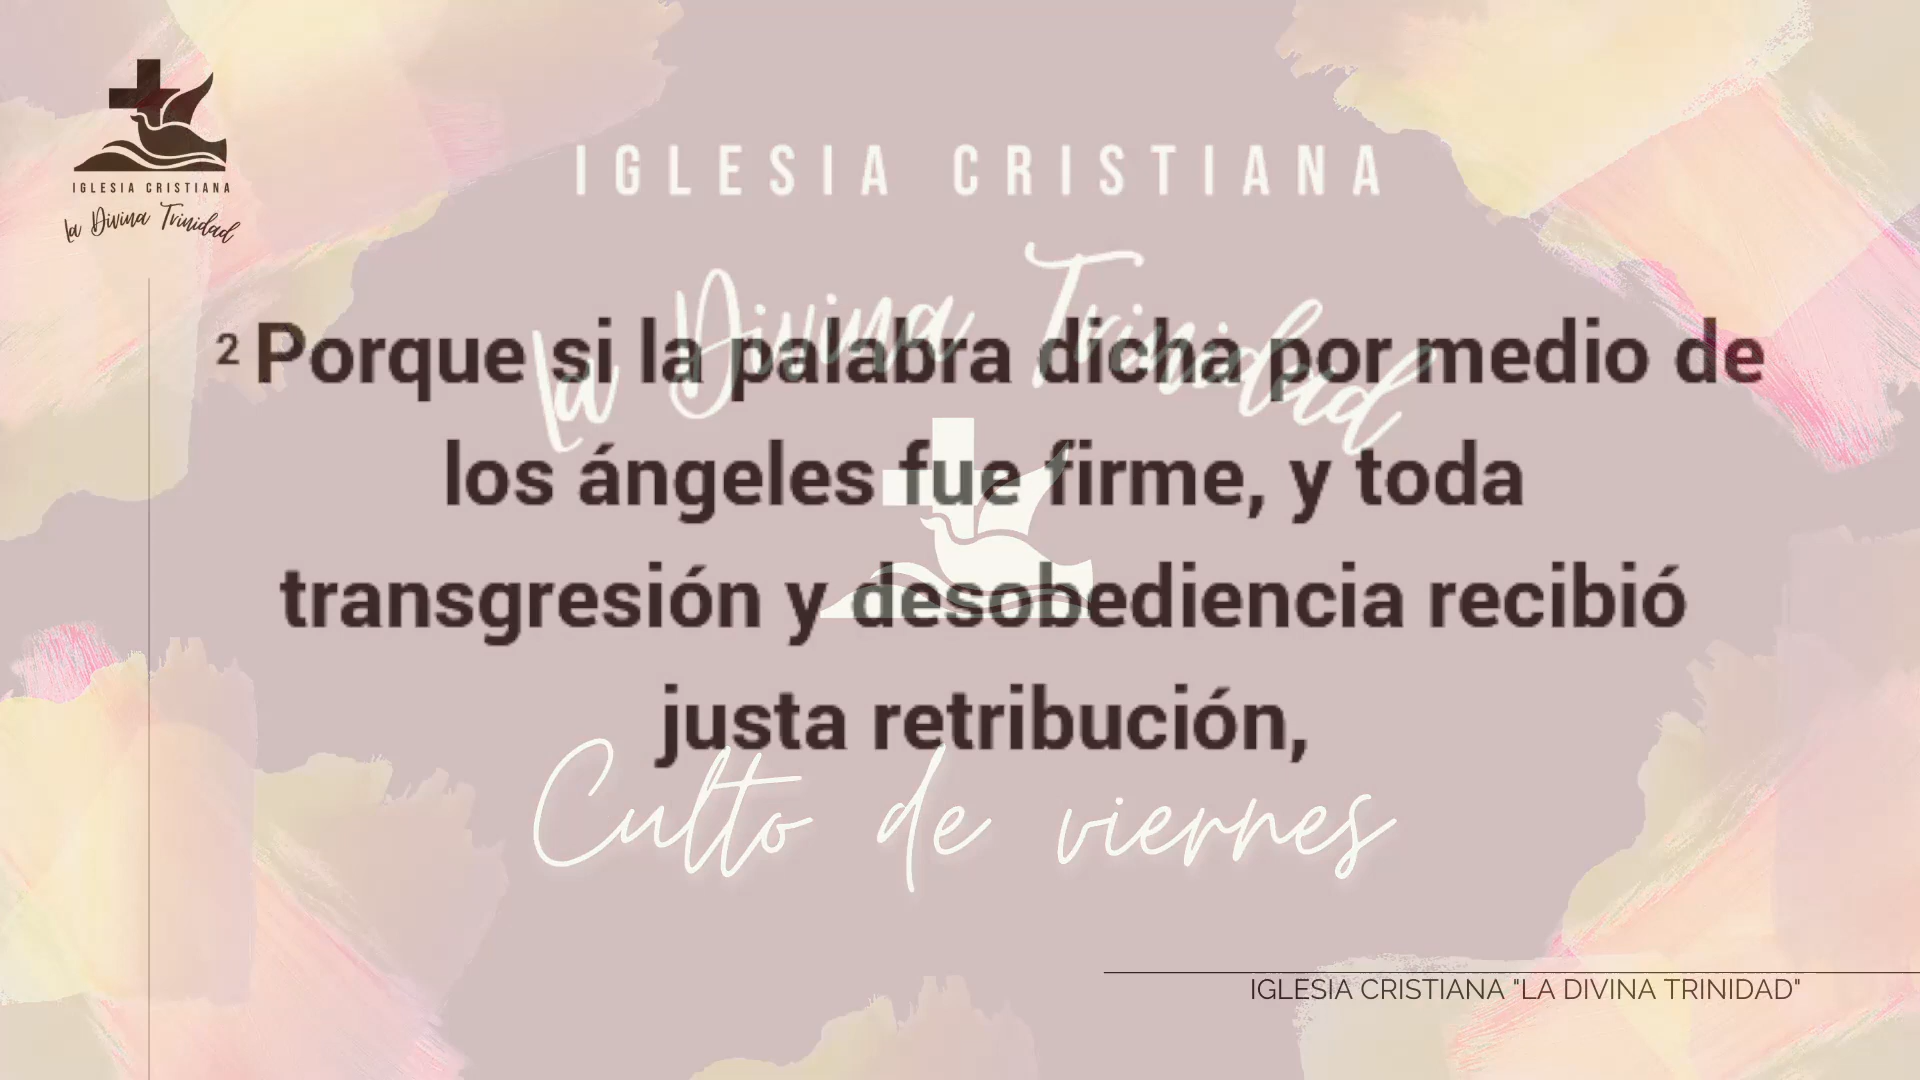 IGLESIA CRISTIANA
la Divina Trinidad
IGLESIA CRISTIANA
La Divina Trinidad
2 Porque si la palabra dicha por medio de
los ángeles fue firme, y toda
transgresión y desobediencia recibió
justa retribución,
Culto de viernes
IGLESIA CRISTIANA "LA DIVINA TRINIDAD"